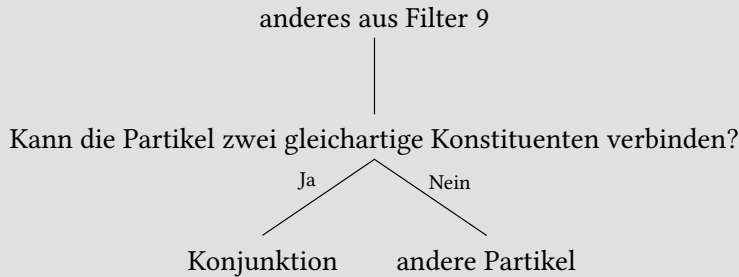 anderes aus Filter 9
Kann die Partikel zwei gleichartige Konstituenten verbinden?
Ja
Nein
Konjunktion
andere Partikel